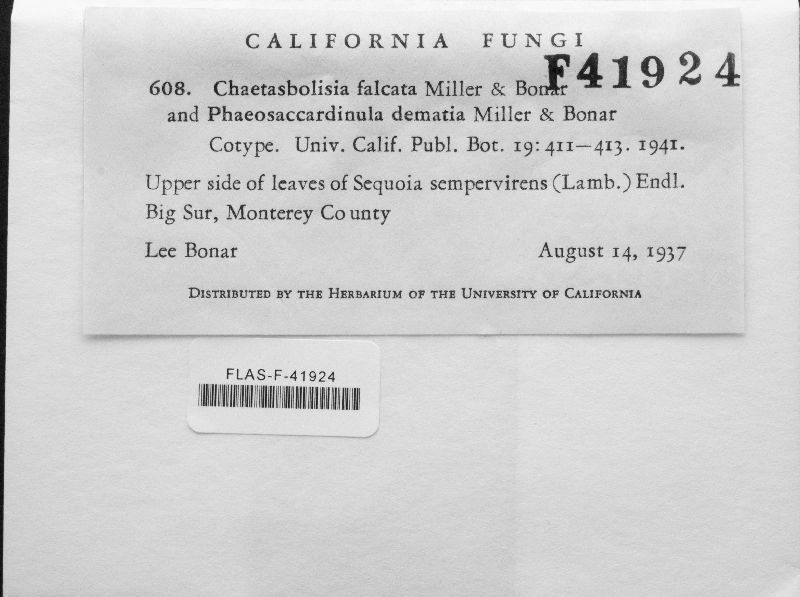 CALIFORNIA FUNGI
F41924
608. Chaetasbolisia falcata Miller & Bonar
and Phaeosaccardinula dematia Miller & Bonar
Cotype. Univ. Calif. Publ. Bot. 19: 411—413. 1941.
Upper side of leaves of Sequoia sempervirens (Lamb.) Endl.
Big Sur, Monterey County
Lee Bonar August 14, 1937
DISTRIBUTED BY THE HERBARIUM OF THE UNIVERSITY OF CALIFORNIA
FLAS-F-41924